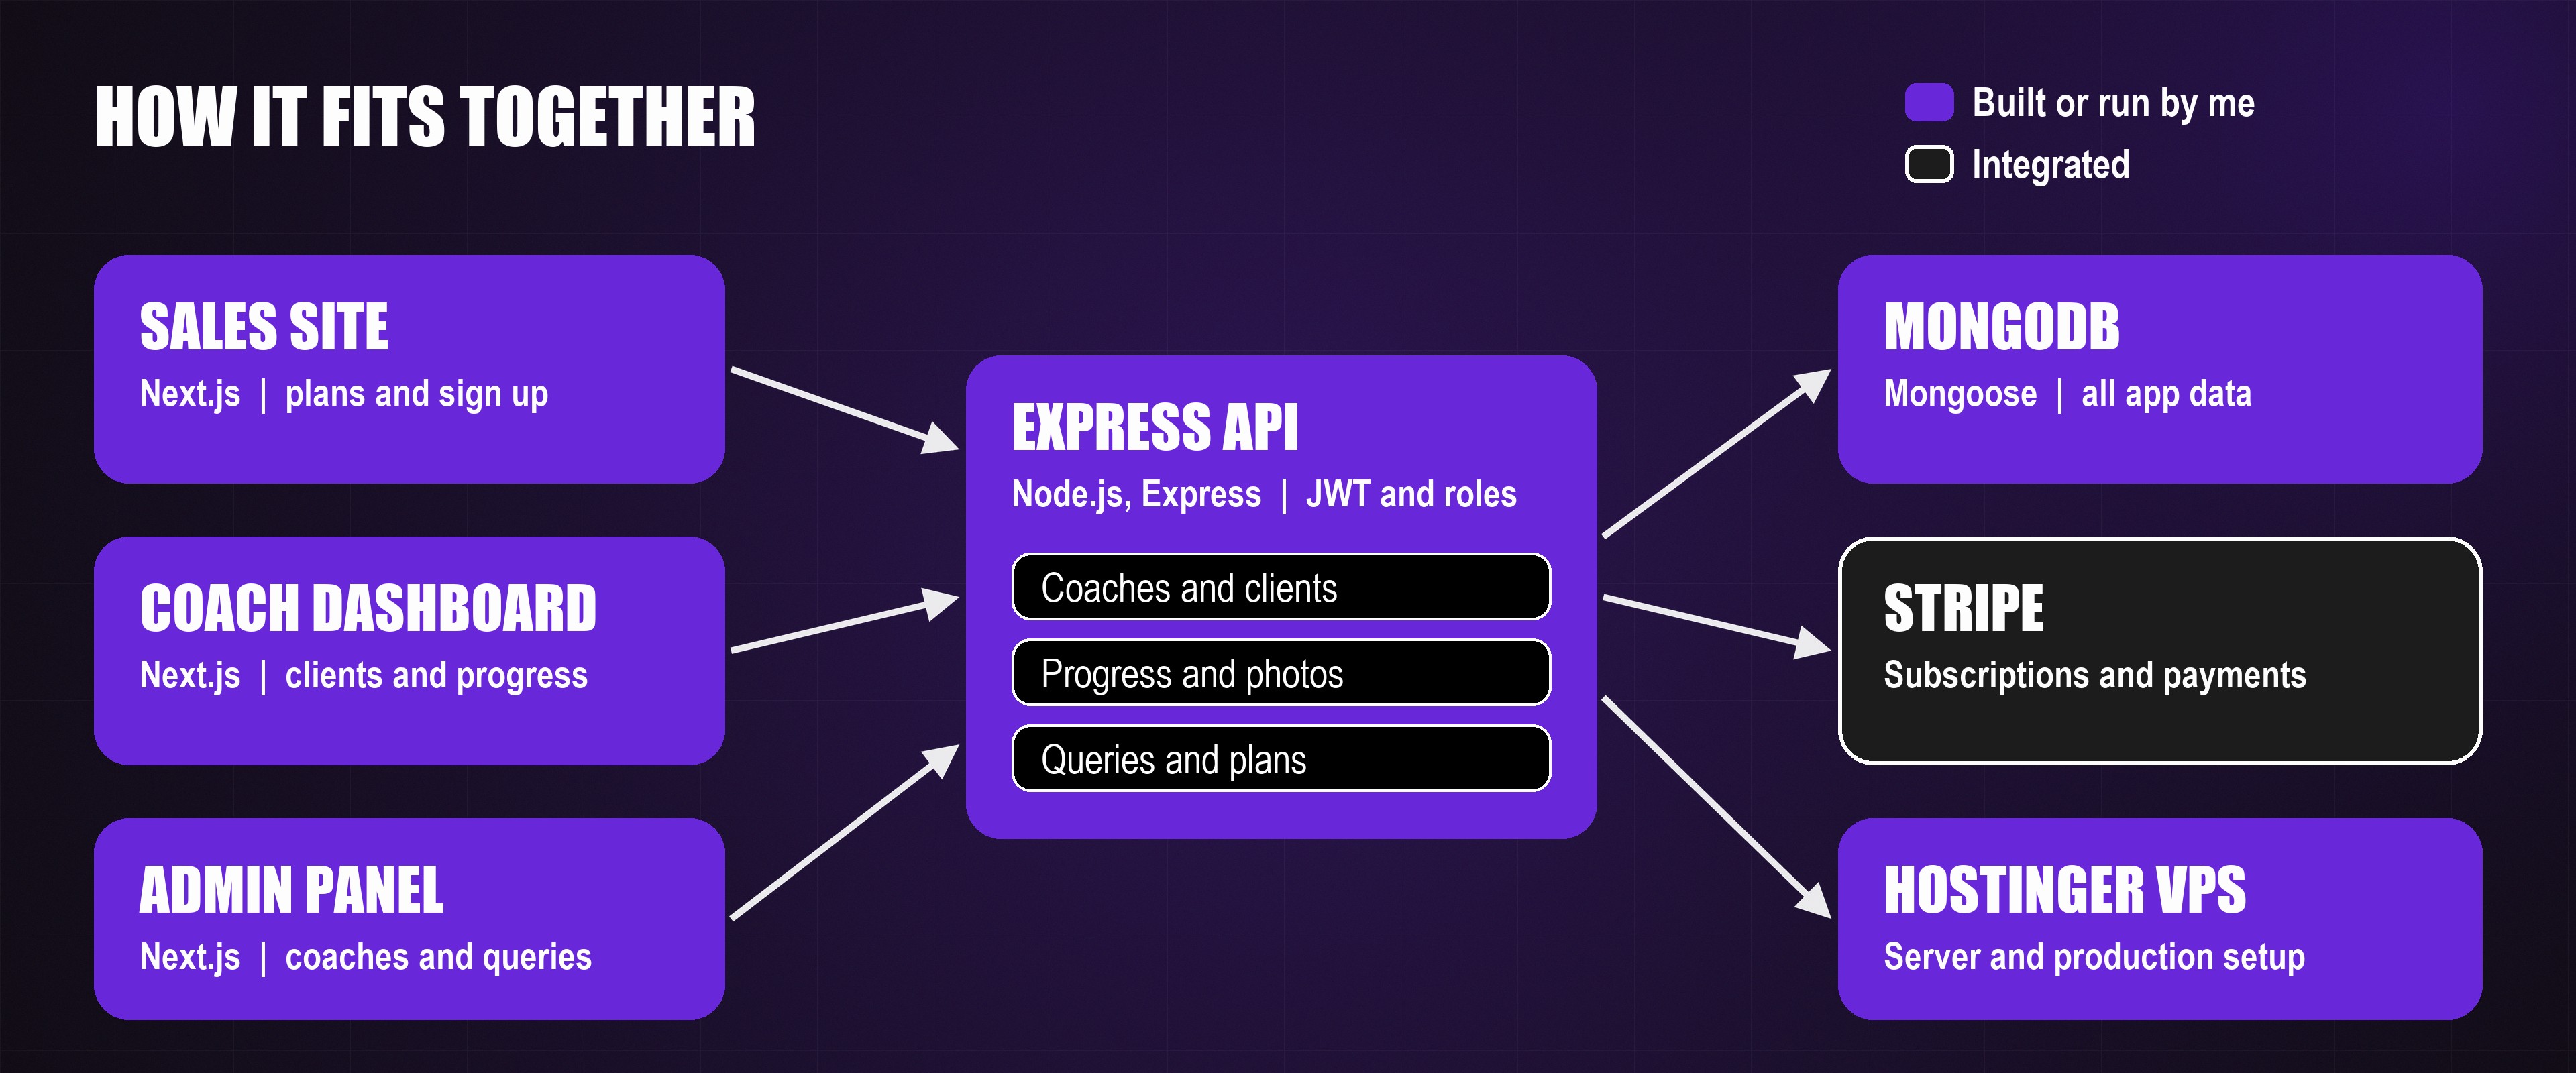 HOW IT FITS TOGETHER
Built or run by me
Integrated
SALES SITE
Next.js | plans and sign up
COACH DASHBOARD
Next.js | clients and progress
ADMIN PANEL
Next.js | coaches and queries
EXPRESS API
Node.js, Express | JWT and roles
Coaches and clients
Progress and photos
Queries and plans
MONGODB
Mongoose | all app data
STRIPE
Subscriptions and payments
HOSTINGER VPS
Server and production setup